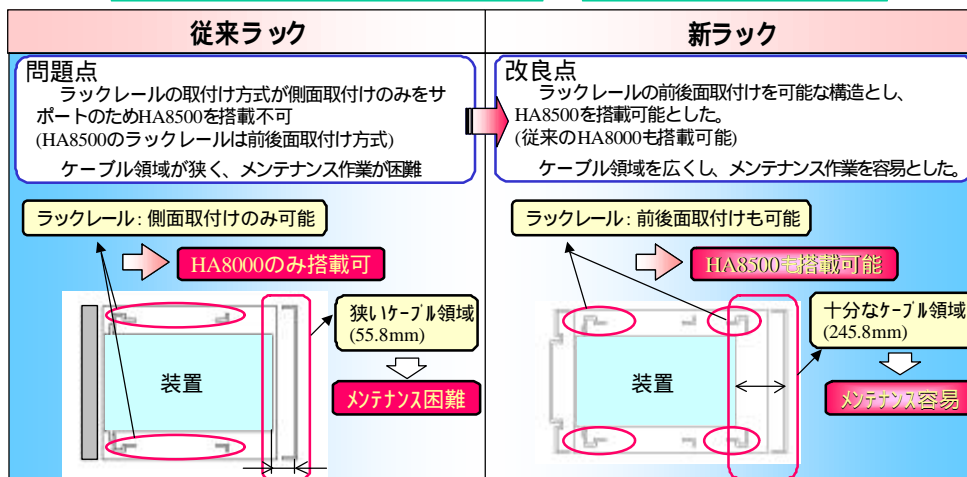 従来ラック
新ラック
問題点
ラックレールの取付け方式が側面取付けのみをサ
ポートのためHA8500を搭載不可
(HA8500のラックレールは前後面取付け方式)
ケーブル領域が狭く、メンテナンス作業が困難
改良点
ラックレールの前後面取付けを可能な構造とし、
HA8500を搭載可能とした。
(従来のHA8000も搭載可能)
ケーブル領域を広くし、メンテナンス作業を容易とした。
ラックレール:側面取付けのみ可能
HA8000のみ搭載可
狭いケーブル領域
(55.8mm)
装置
メンテナンス困難
ラックレール:前後面取付けも可能
HA8500も搭載可能
十分なケーブル領域
(245.8mm)
装置
メンテナンス容易